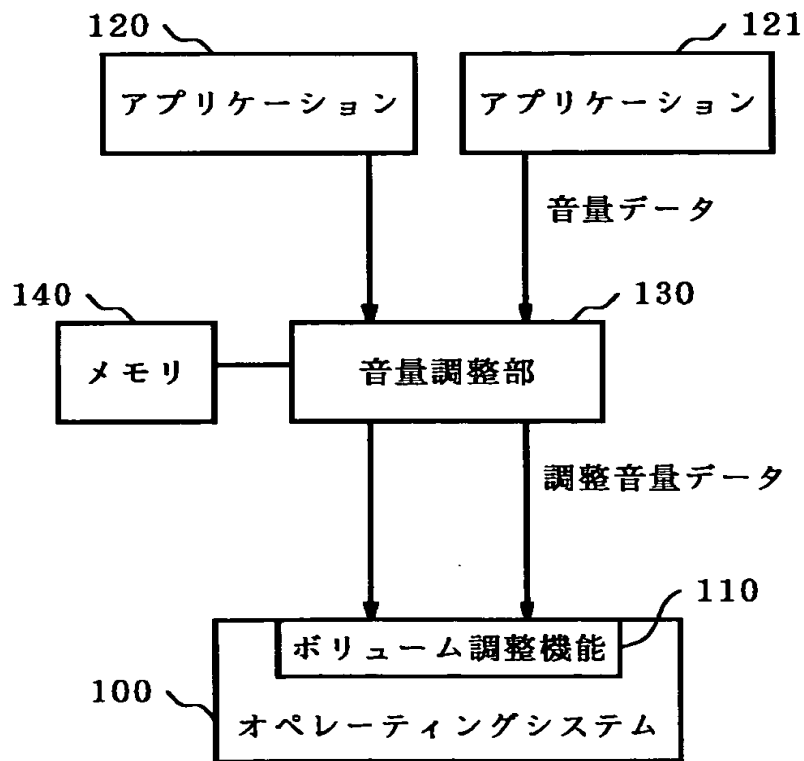 120
121
アプリケーション
アプリケーション
音量データ
140
130
メモリ
音量調整部
調整音量データ
110
ボリューム調整機能
100
オペレーティングシステム